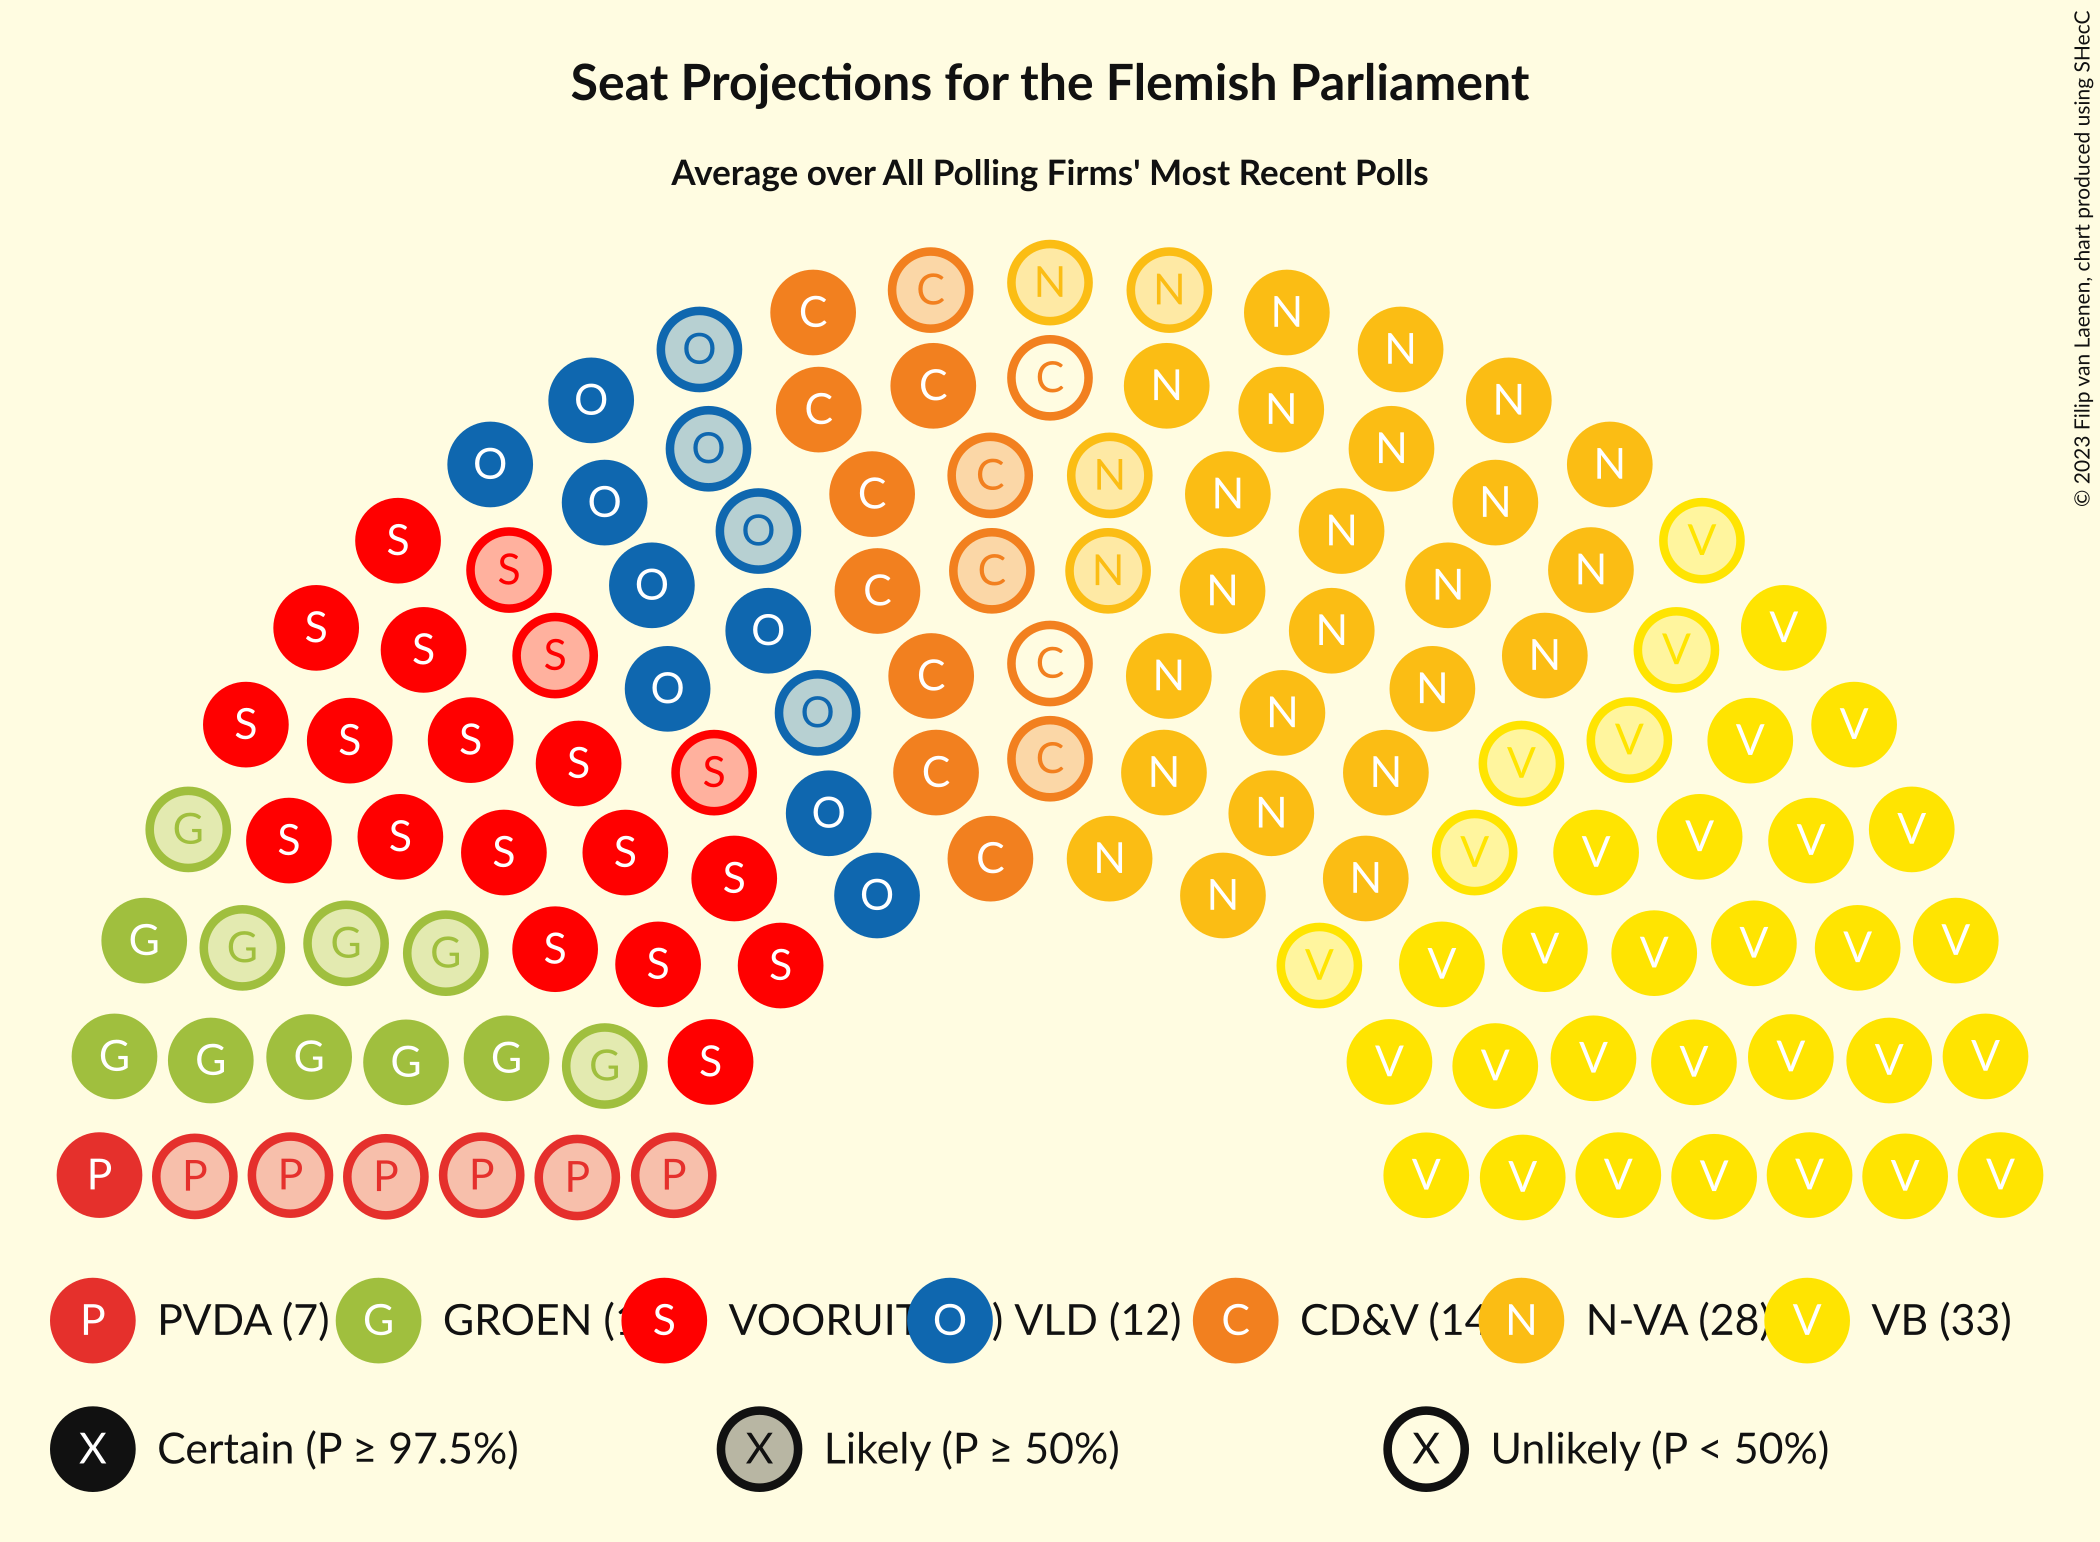 Seat Projections for the Flemish Parliament
Average over All Polling Firms' Most Recent Polls
© 2023 Filip van Laenen, chart produced using SHecC
N
C N
C C
O N
C N
O N
C N
C N
O N
O N
O N
C N
C N
O N
O N
O N
S V
S N
C N
O N
C N
S V
O N
S V
S N
C C
O N
O N
S V
S V
S V
S V
C
S N
C N
O N
G V
S V
S V
S V
S V
C N
S N
O N
G V
G V
G V
G V
S V
S V
S V
G V
G V
G V
G V
G V
G V
S V
P P P P P P P V V V V V V V
P PVDA (7) G GROEN S VOORUIT O ) VLD (12) C CD&V (14 N N-VA (28) V VB (33)
X Certain (P ≥ 97.5%) X Likely (P ≥ 50%) X Unlikely (P < 50%)